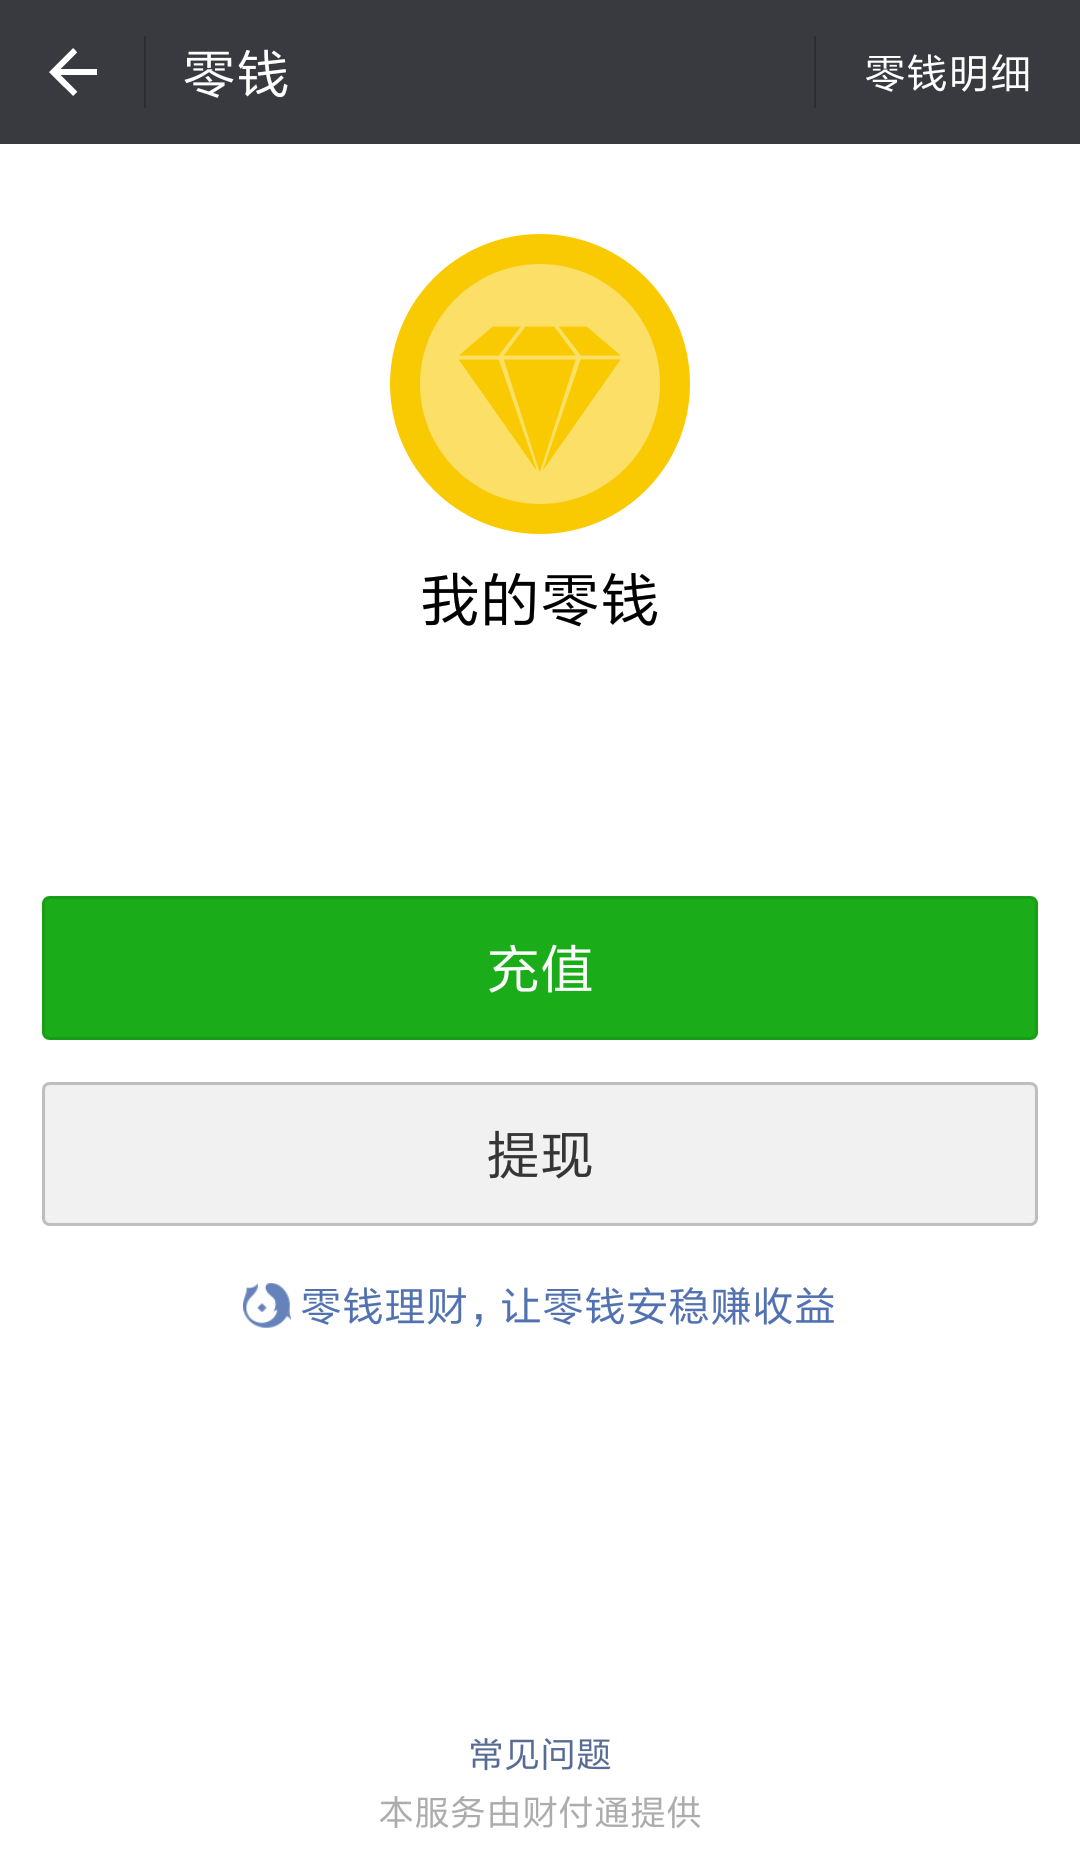 零钱
零钱明细
我的零钱
充值
提现
零钱理财，让零钱安稳赚收益
常见问题
本服务由财付通提供